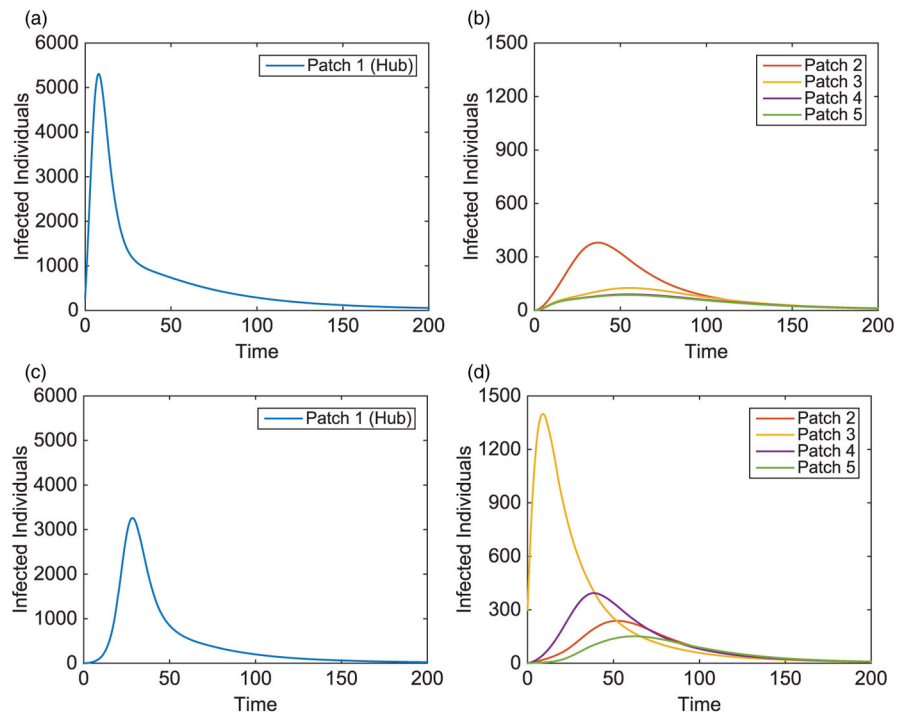 (a)
6000
5000
4000
3000
2000
1000
0
Infected Individuals
Patch 1 (Hub)
0 50 100 150 200
Time
(b)
1500
1200
900
600
300
0
Infected Individuals
Patch 2
Patch 3
Patch 4
Patch 5
0 50 100 150 200
Time
(c)
6000
5000
4000
3000
2000
1000
0
Infected Individuals
Patch 1 (Hub)
0 50 100 150 200
Time
(d)
1500
1200
900
600
300
0
Infected Individuals
Patch 2
Patch 3
Patch 4
Patch 5
0 50 100 150 200
Time